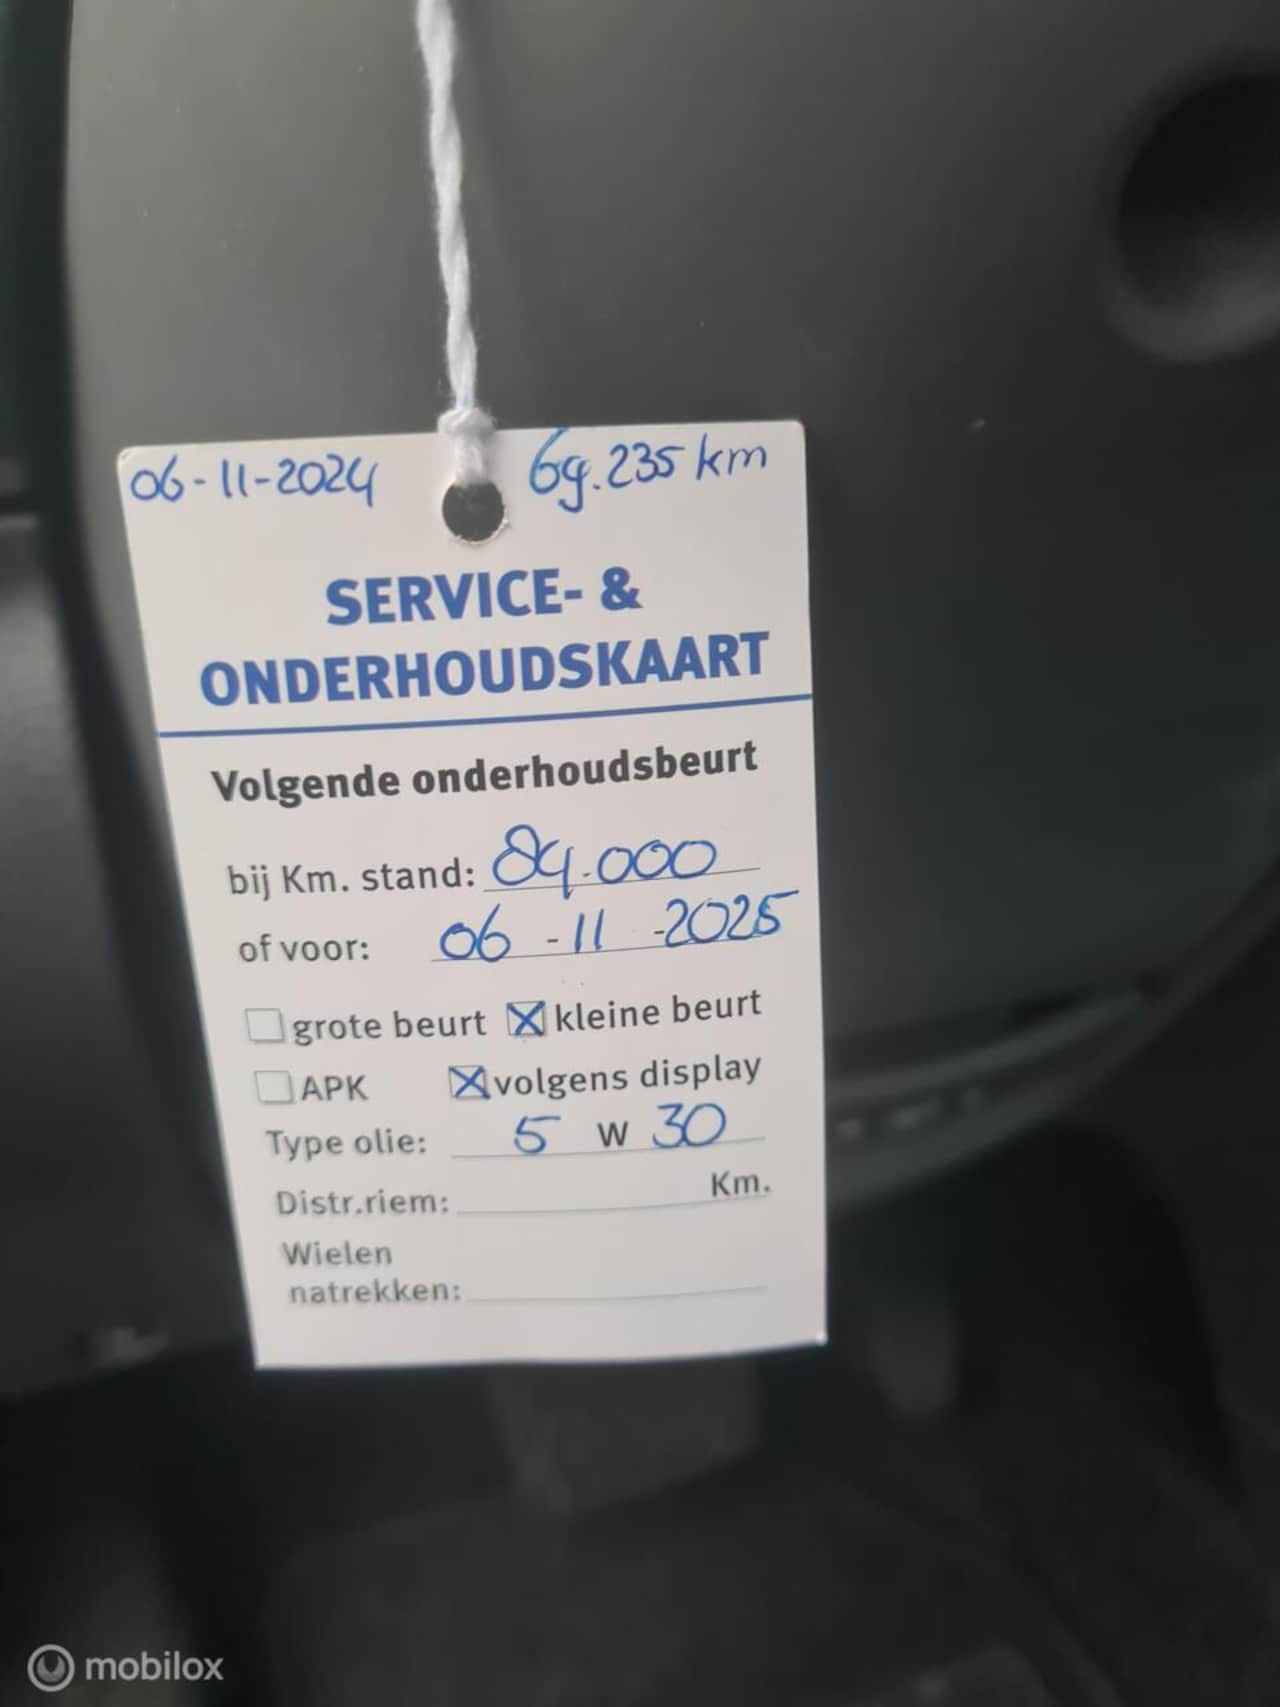 06-11-2024 69.235 km
SERVICE- &
ONDERHOUDSKAART
Volgende onderhoudsbeurt
bij Km. stand: 84.000
of voor: 06-11-2025
grote beurt kleine beurt
APK volgens display
Type olie: 5 W 30
Distr.riem: Km.
Wielen
natrekken:
mobilox